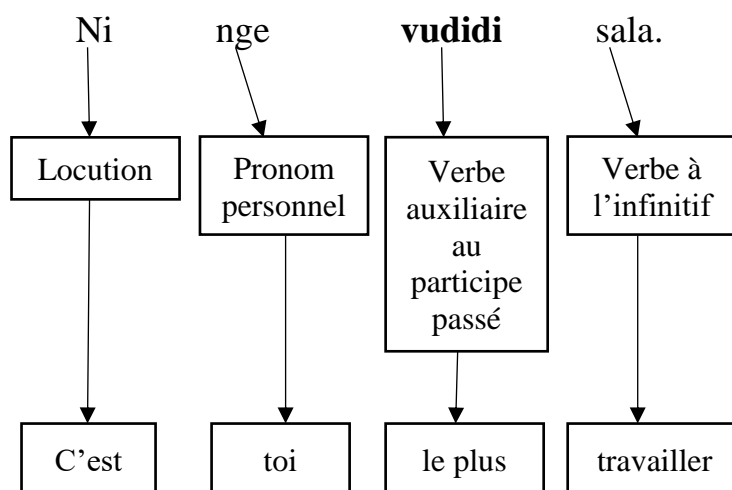 Ni nge vudidi sala.
Locution
Pronom
personnel
Verbe
auxiliaire
au
participe
passé
Verbe à
l’infinitif
C’est
toi
le plus
travailler